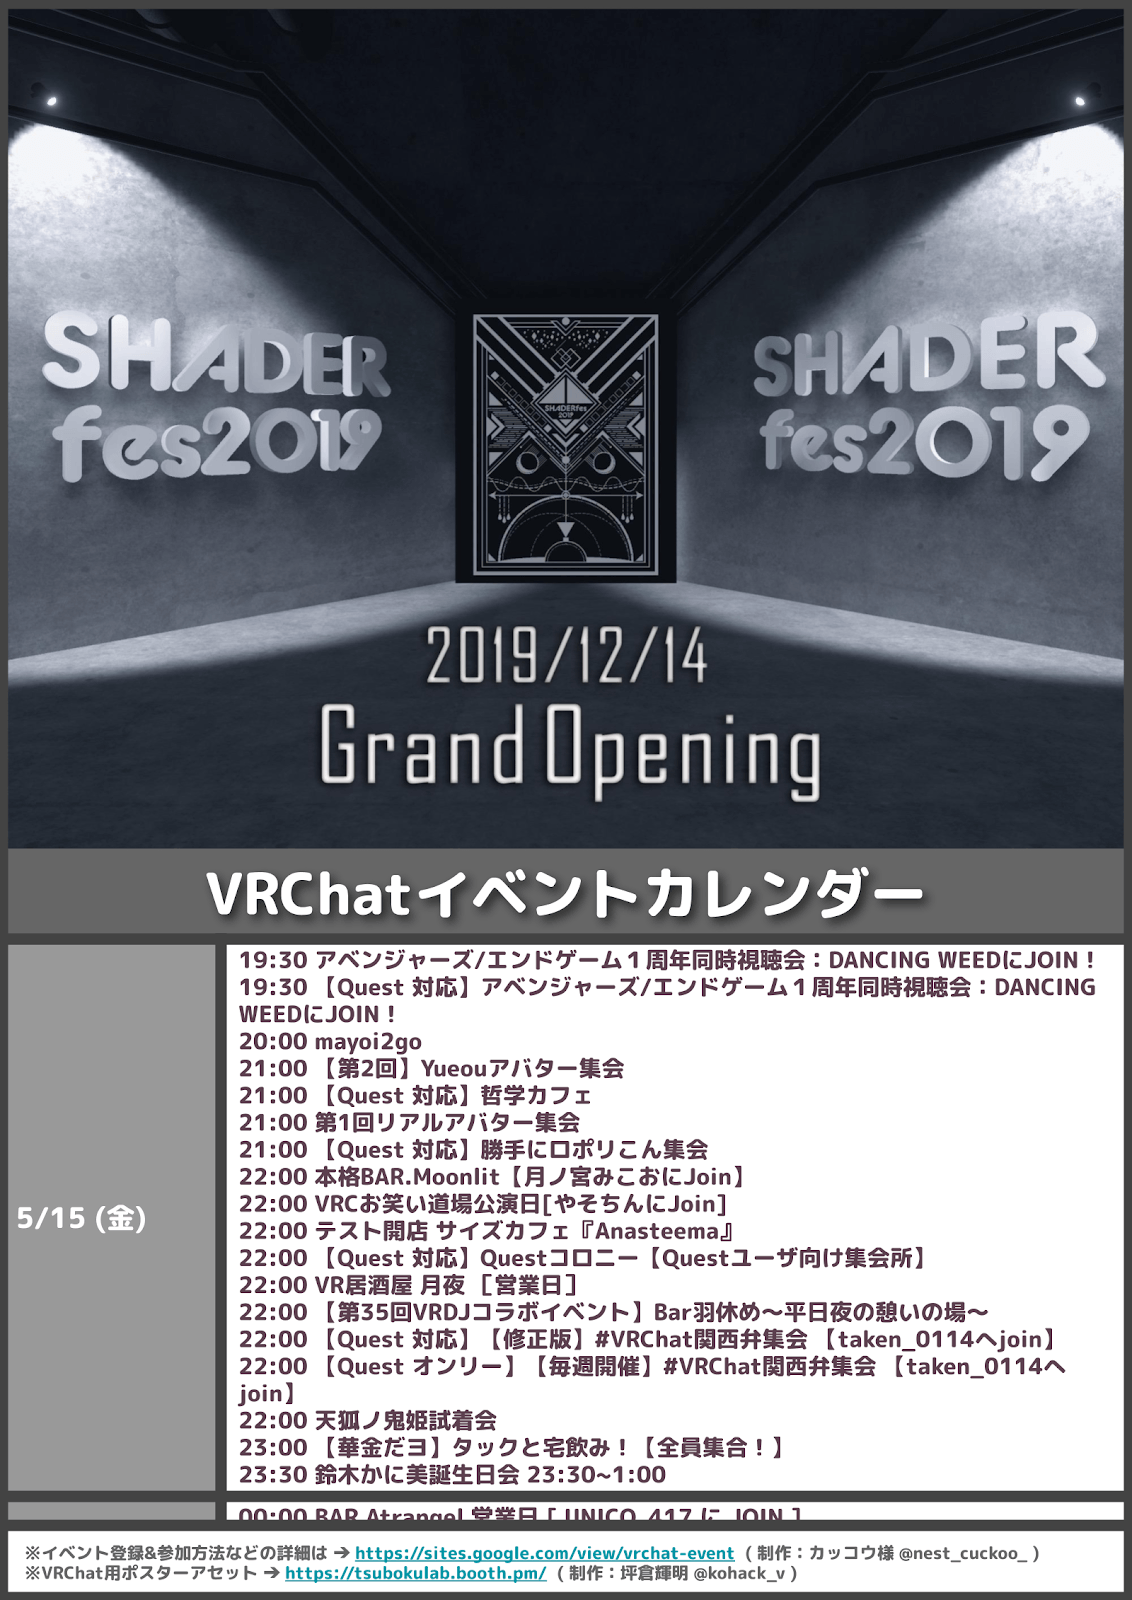 SHADER
fes2019
SHADER
fes2019
SHADERfes
2019
2019/12/14
Grand Opening
VRChatイベントカレンダー
5/15 (金)
19:30 アベンジャーズ/エンドゲーム１周年同時視聴会：DANCING WEEDにJOIN！
19:30 【Quest 対応】アベンジャーズ/エンドゲーム１周年同時視聴会：DANCING
WEEDにJOIN！
20:00 mayoi2go
21:00 【第2回】Yueouアバター集会
21:00 【Quest 対応】哲学カフェ
21:00 第1回リアルアバター集会
21:00 【Quest 対応】勝手にロポリこん集会
22:00 本格BAR.Moonlit【月ノ宮みこおにJoin】
22:00 VRCお笑い道場公演日[やそちんにJoin]
22:00 テスト開店 サイズカフェ『Anasteema』
22:00 【Quest 対応】Questコロニー【Questユーザ向け集会所】
22:00 VR居酒屋 月夜 ［営業日］
22:00 【第35回VRDJコラボイベント】Bar羽休め～平日夜の憩いの場～
22:00 【Quest 対応】【修正版】#VRChat関西弁集会 【taken_0114へjoin】
22:00 【Quest オンリー】【毎週開催】#VRChat関西弁集会 【taken_0114へ
join】
22:00 天狐ノ鬼姫試着会
23:00 【華金だヨ】タックと宅飲み！【全員集合！】
23:30 鈴木かに美誕生日会 23:30~1:00
00:00 BAR Atrangel 営業日 [ UNICO_417 に JOIN ]
※イベント登録&参加方法などの詳細は ➔ https://sites.google.com/view/vrchat-event ( 制作：カッコウ様 @nest_cuckoo_ )
※VRChat用ポスターアセット ➔ https://tsubokulab.booth.pm/ ( 制作：坪倉輝明 @kohack_v )